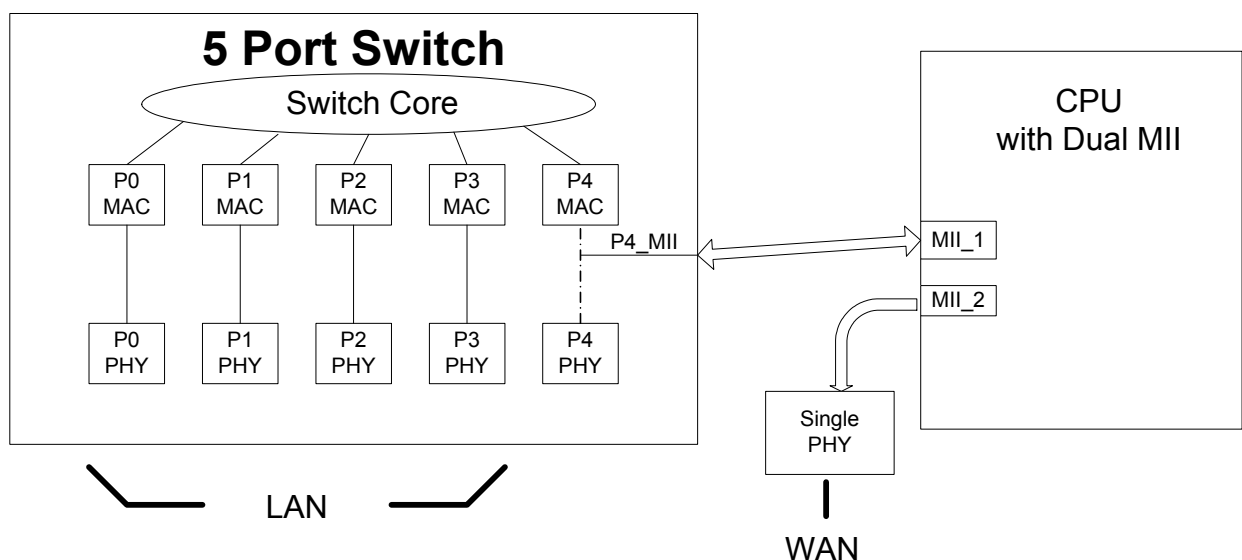 5 Port Switch
Switch Core
CPU
with Dual MII
P0
MAC
P1
MAC
P2
MAC
P3
MAC
P4
MAC
P4_MII
MII_1
MII_2
P0
PHY
P1
PHY
P2
PHY
P3
PHY
P4
PHY
Single
PHY
LAN
WAN